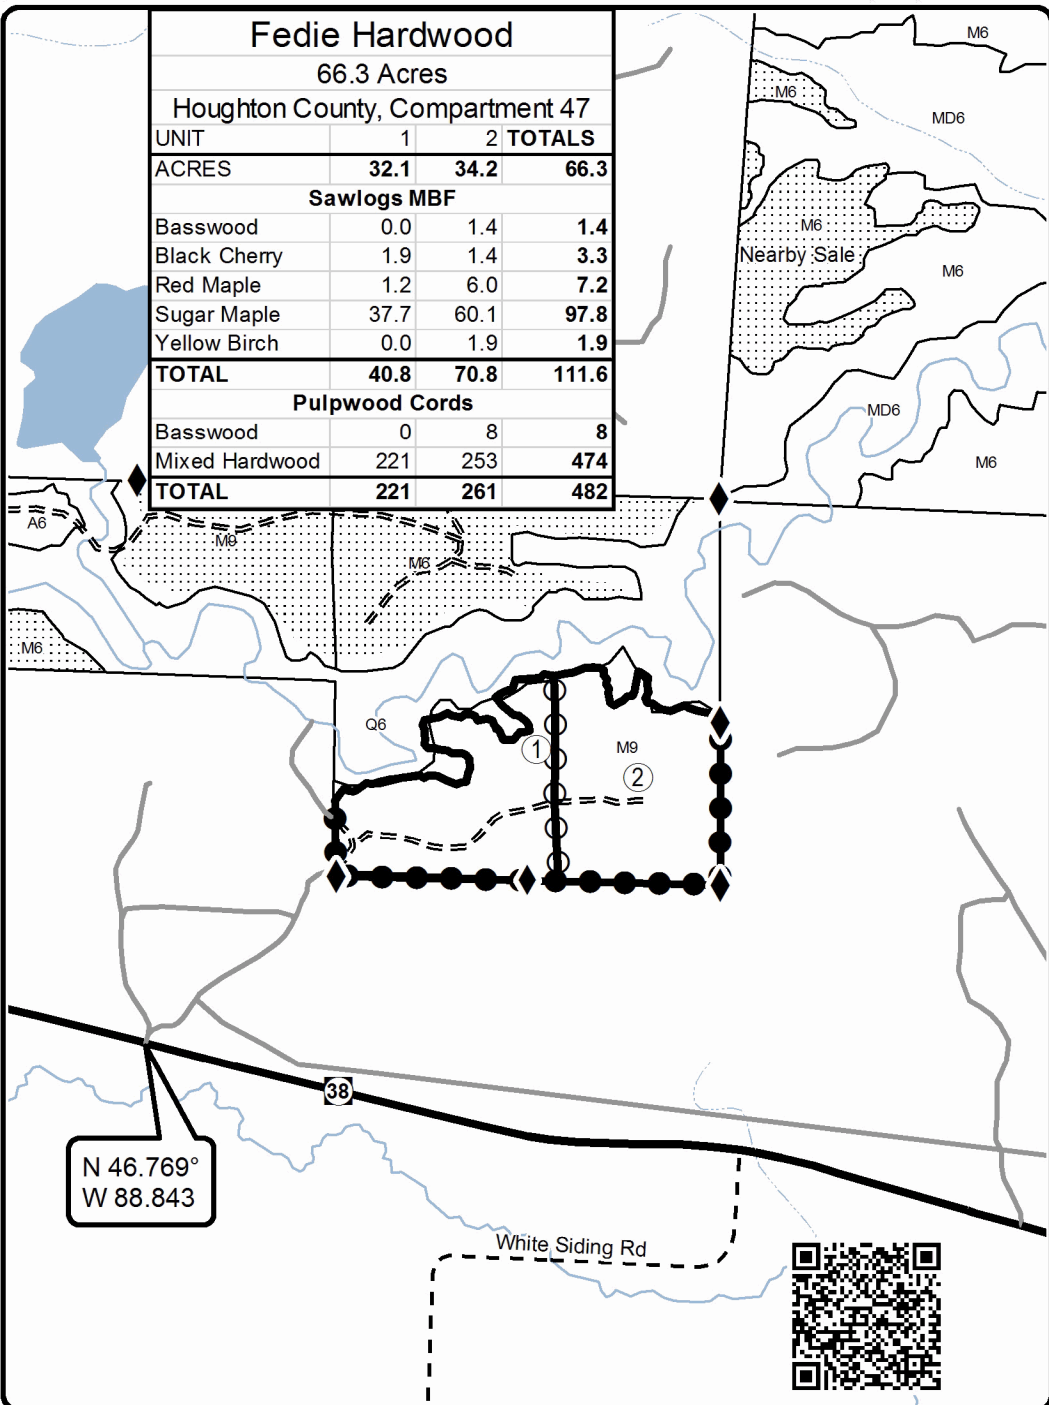 Fedie Hardwood
66.3 Acres
Houghton County, Compartment 47
UNIT 1 2 TOTALS
ACRES 32.1 34.2 66.3
Sawlogs MBF
Basswood 0.0 1.4 1.4
Black Cherry 1.9 1.4 3.3
Red Maple 1.2 6.0 7.2
Sugar Maple 37.7 60.1 97.8
Yellow Birch 0.0 1.9 1.9
TOTAL 40.8 70.8 111.6
Pulpwood Cords
Basswood 0 8 8
Mixed Hardwood 221 253 474
TOTAL 221 261 482
M6
M6
MD6
M6
Nearby Sale
M6
MD6
M6
A6
M9
M6
M6
Q6
1
M9
2
38
N 46.769°
W 88.843
White Siding Rd